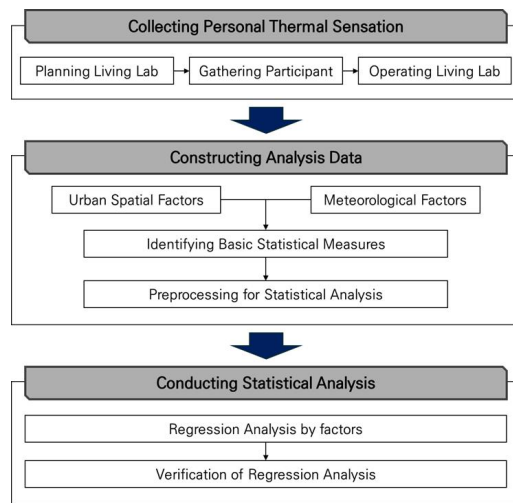 Collecting Personal Thermal Sensation
Planning Living Lab
Gathering Participant
Operating Living Lab
Constructing Analysis Data
Urban Spatial Factors
Meteorological Factors
Identifying Basic Statistical Measures
Preprocessing for Statistical Analysis
Conducting Statistical Analysis
Regression Analysis by factors
Verification of Regression Analysis